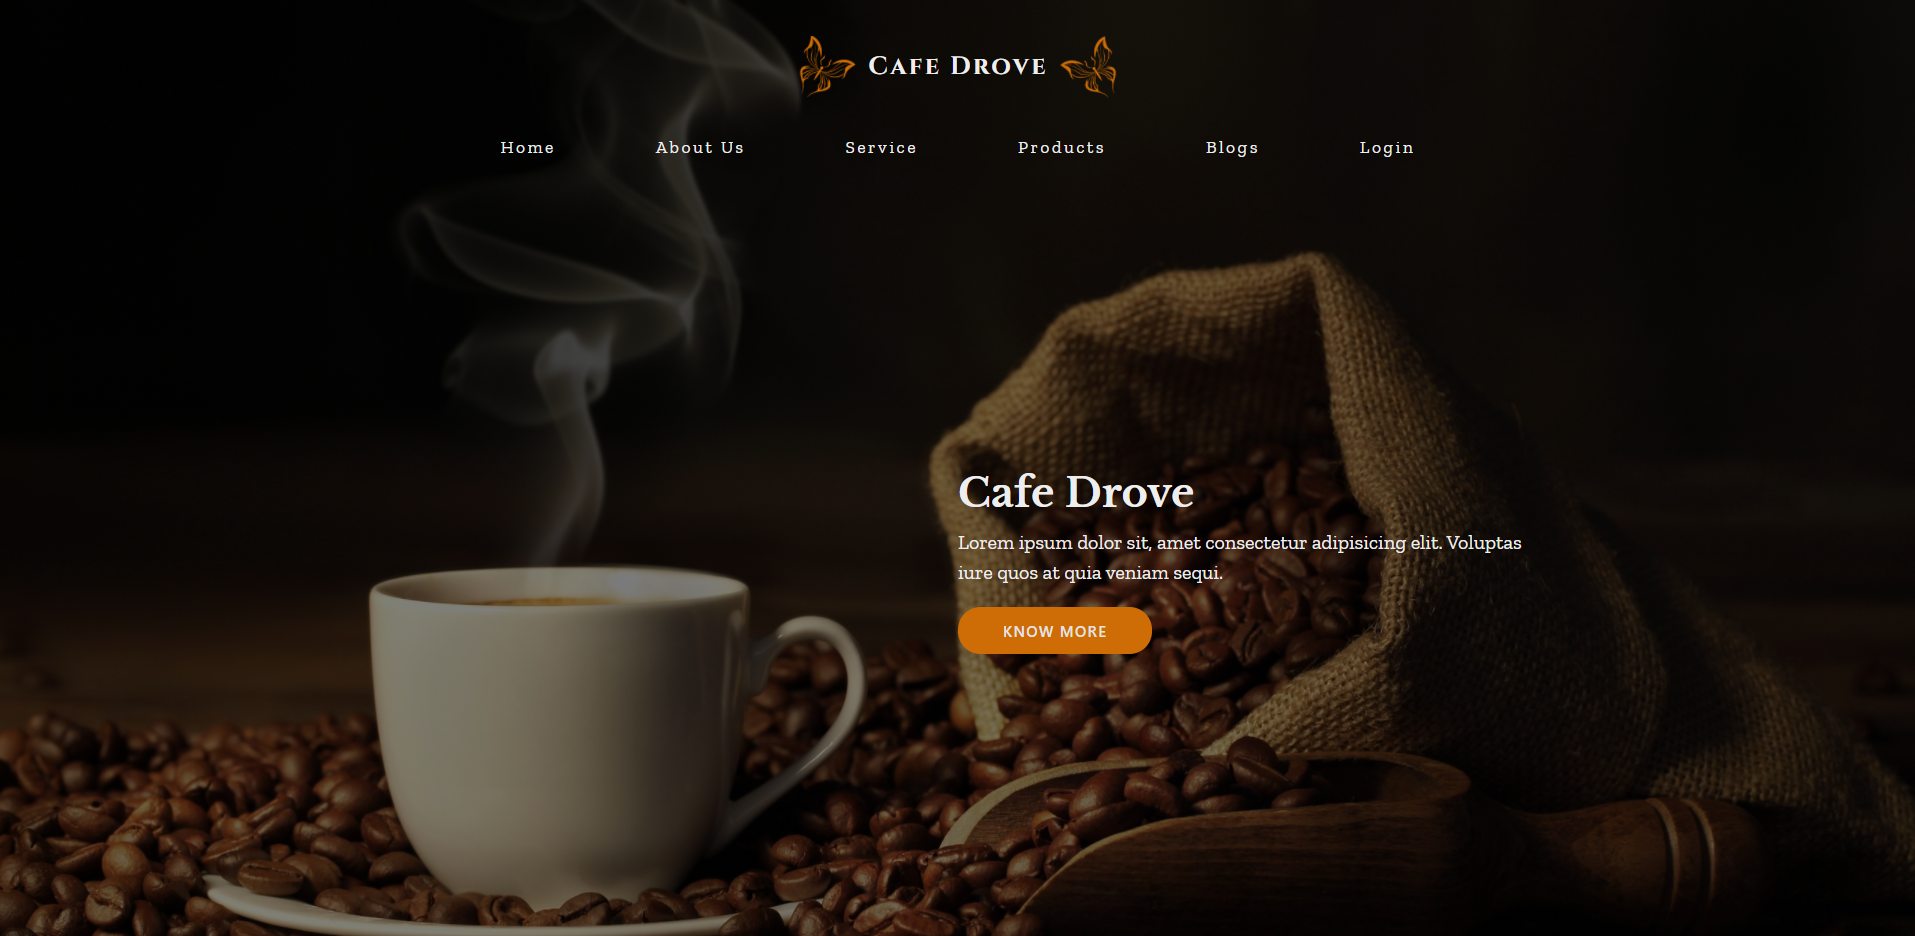 Cafe Drove
Home About Us Service Products Blogs Login
Cafe Drove
Lorem ipsum dolor sit, amet consectetur adipisicing elit. Voluptas
iure quos at quia veniam sequi.
KNOW MORE